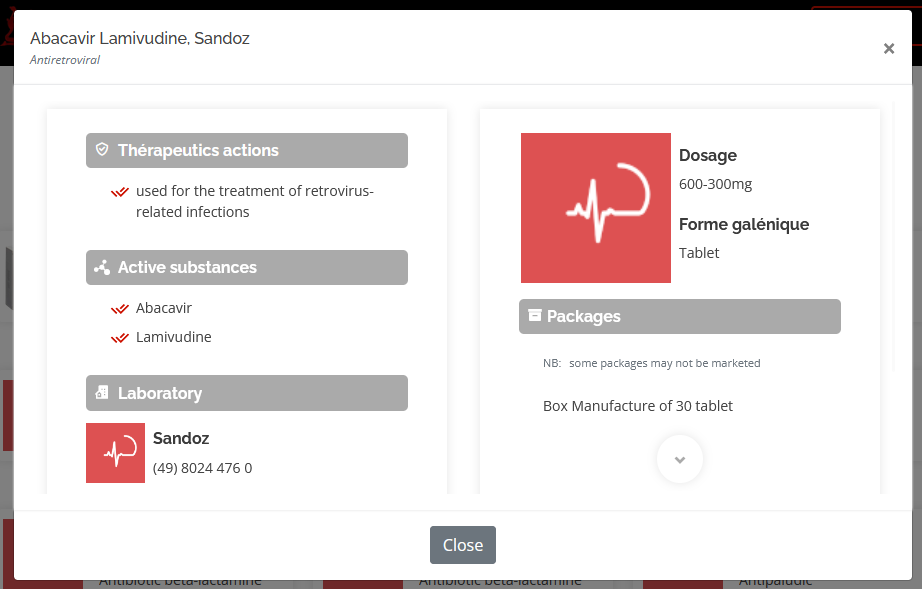 Abacavir Lamivudine, Sandoz
Antiretroviral
×
Thérapeutics actions
used for the treatment of retrovirus-
related infections
Active substances
Abacavir
Lamivudine
Laboratory
Sandoz
(49) 8024 476 0
Dosage
600-300mg
Forme galénique
Tablet
Packages
NB: some packages may not be marketed
Box Manufacture of 30 tablet
Close
Antibiotic beta-lactamine
Antibiotic beta-lactamine
Antipaludic